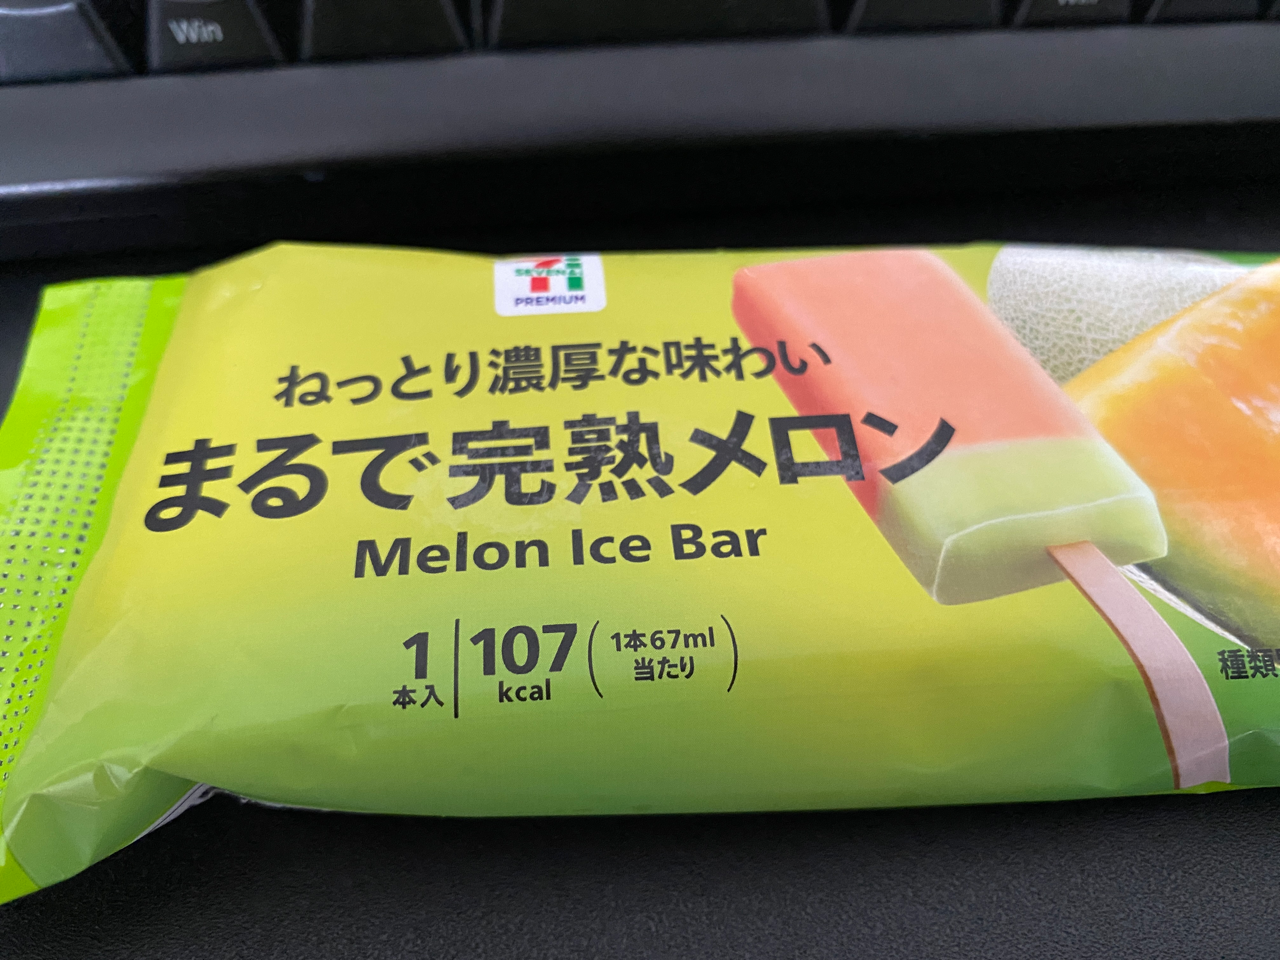 Win
Win
SEVEN&i
PREMIUM
ねっとり濃厚な味わい
まるで完熟メロン
Melon Ice Bar
1
本入
107
kcal
(1本67ml
当たり)
種類